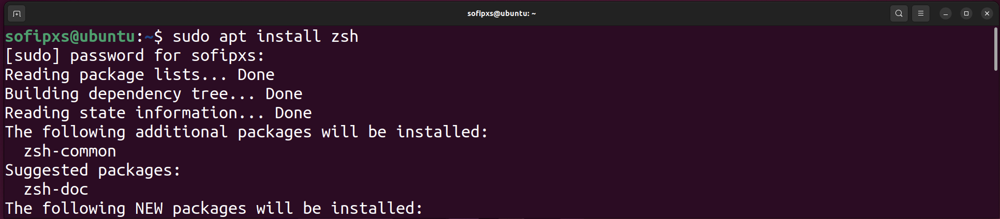 sofipxs@ubuntu: ~
sofipxs@ubuntu:~$ sudo apt install zsh
[sudo] password for sofipxs:
Reading package lists... Done
Building dependency tree... Done
Reading state information... Done
The following additional packages will be installed:
  zsh-common
Suggested packages:
  zsh-doc
The following NEW packages will be installed: